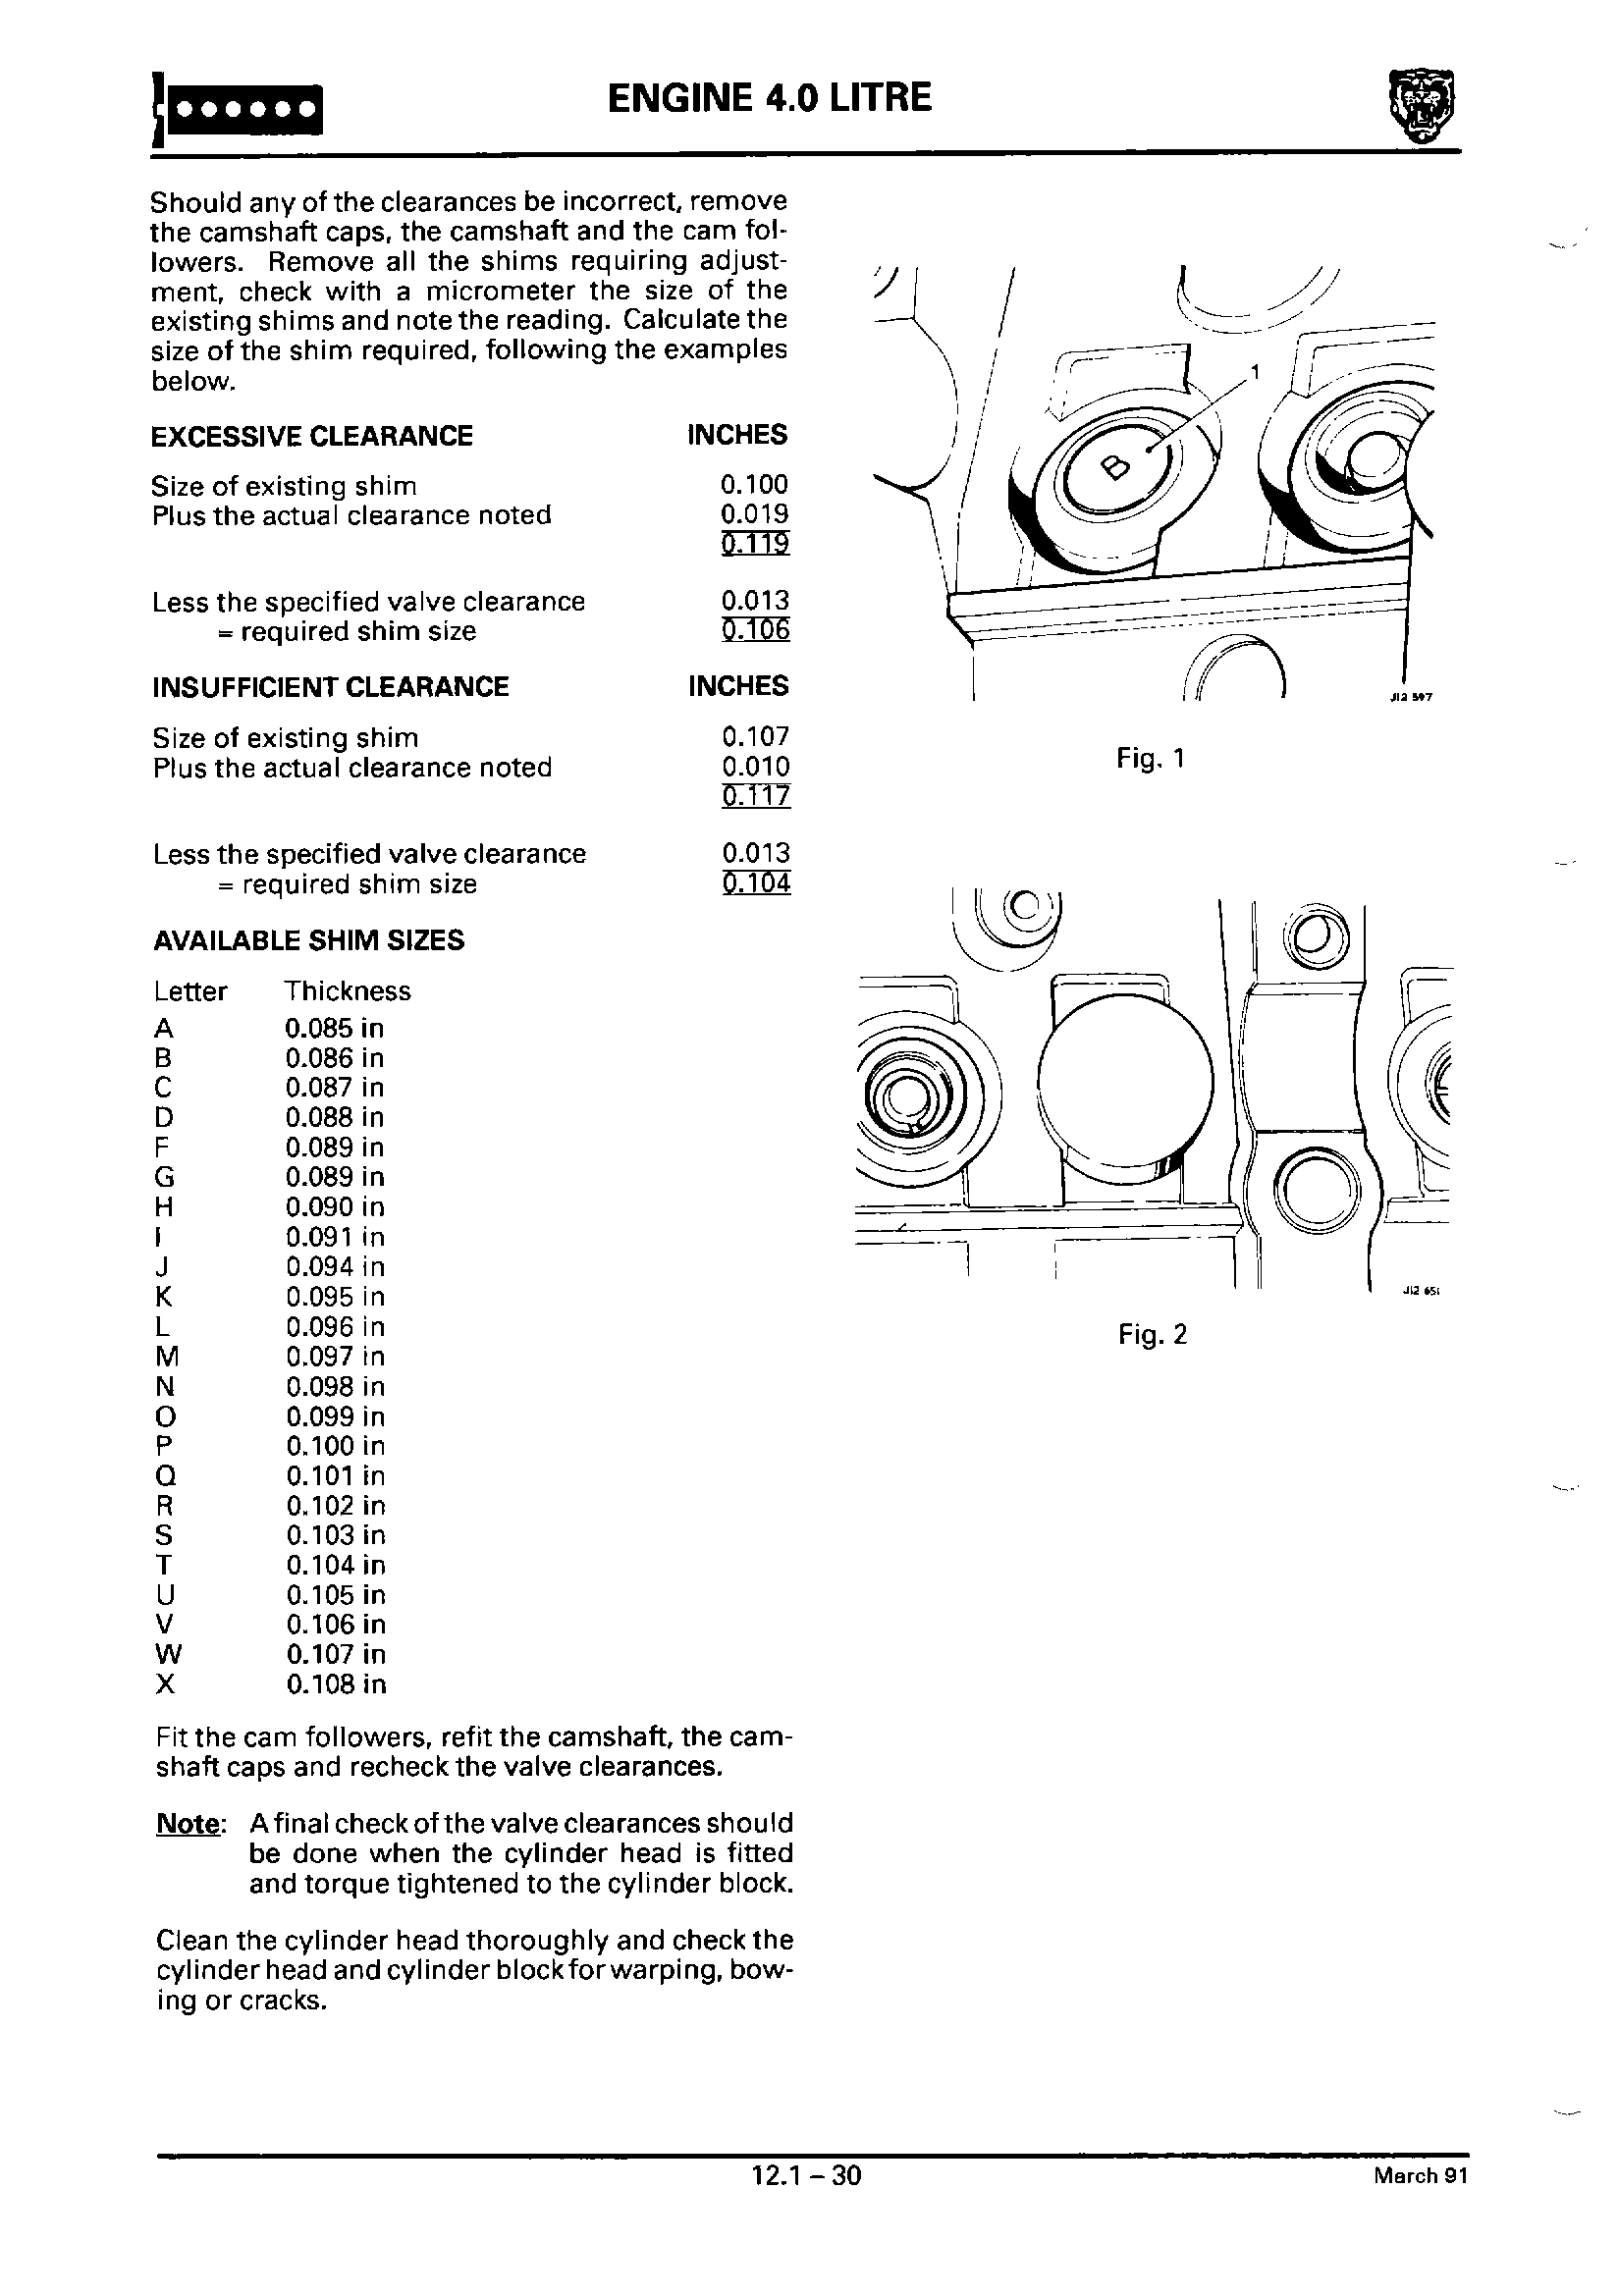 ENGINE 4.0 LITRE
Should any of the clearances be incorrect, remove
the camshaft caps, the camshaft and the cam fol-
lowers. Remove all the shims requiring adjust-
ment, check with a micrometer the size of the
existing shims and note the reading. Calculate the
size of the shim required, following the examples
below.
EXCESSIVE CLEARANCE INCHES
Size of existing shim 0.100
Plus the actual clearance noted 0.019
0.119
Less the specified valve clearance 0.013
= required shim size 0.106
INSUFFICIENT CLEARANCE INCHES
Size of existing shim 0.107
Plus the actual clearance noted 0.010
0.117
Less the specified valve clearance 0.013
= required shim size 0.104
AVAILABLE SHIM SIZES
Letter Thickness
A 0.085 in
B 0.086 in
C 0.087 in
D 0.088 in
F 0.089 in
G 0.089 in
H 0.090 in
I 0.091 in
J 0.094 in
K 0.095 in
L 0.096 in
M 0.097 in
N 0.098 in
O 0.099 in
P 0.100 in
Q 0.101 in
R 0.102 in
S 0.103 in
T 0.104 in
U 0.105 in
V 0.106 in
W 0.107 in
X 0.108 in
Fit the cam followers, refit the camshaft, the cam-
shaft caps and recheck the valve clearances.
Note: A final check of the valve clearances should
be done when the cylinder head is fitted
and torque tightened to the cylinder block.
Clean the cylinder head thoroughly and check the
cylinder head and cylinder block for warping, bow-
ing or cracks.
1
B
J12 597
Fig. 1
J12 651
Fig. 2
12.1 – 30
March 91